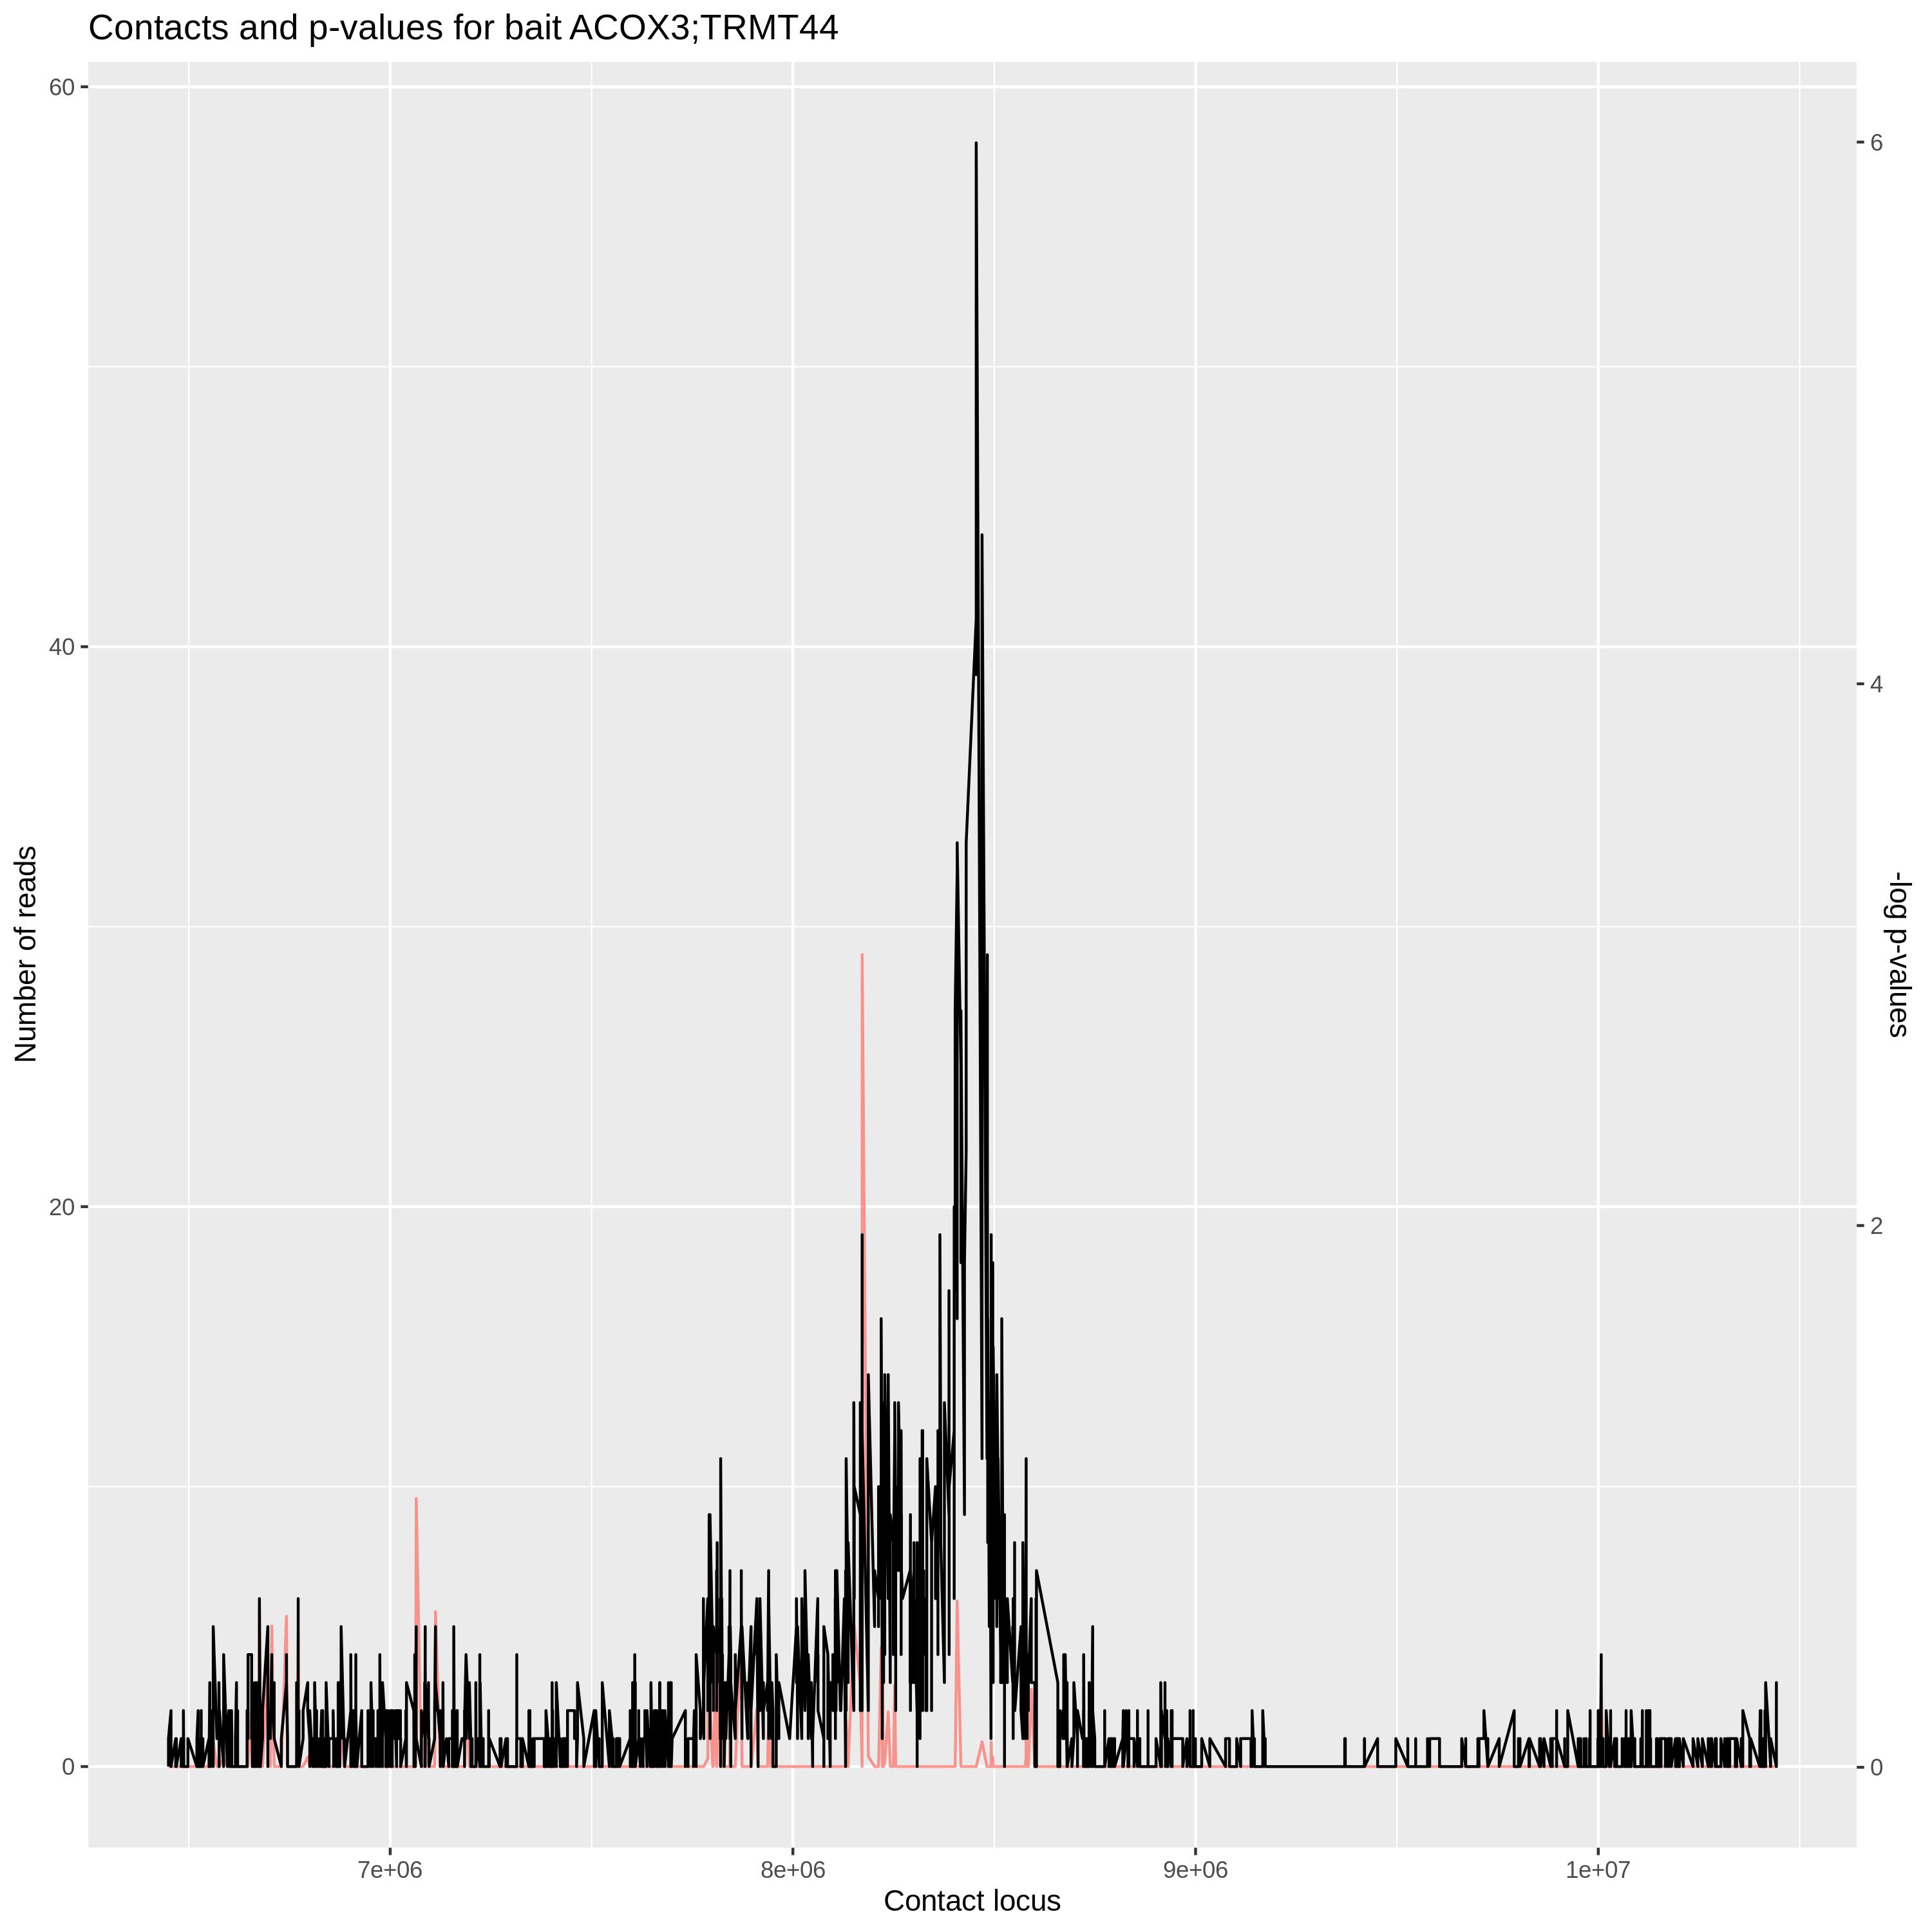 Contacts and p-values for bait ACOX3;TRMT44
60
40
20
0
Number of reads
6
4
2
0
-log p-values
7e+06 8e+06 9e+06 1e+07
Contact locus